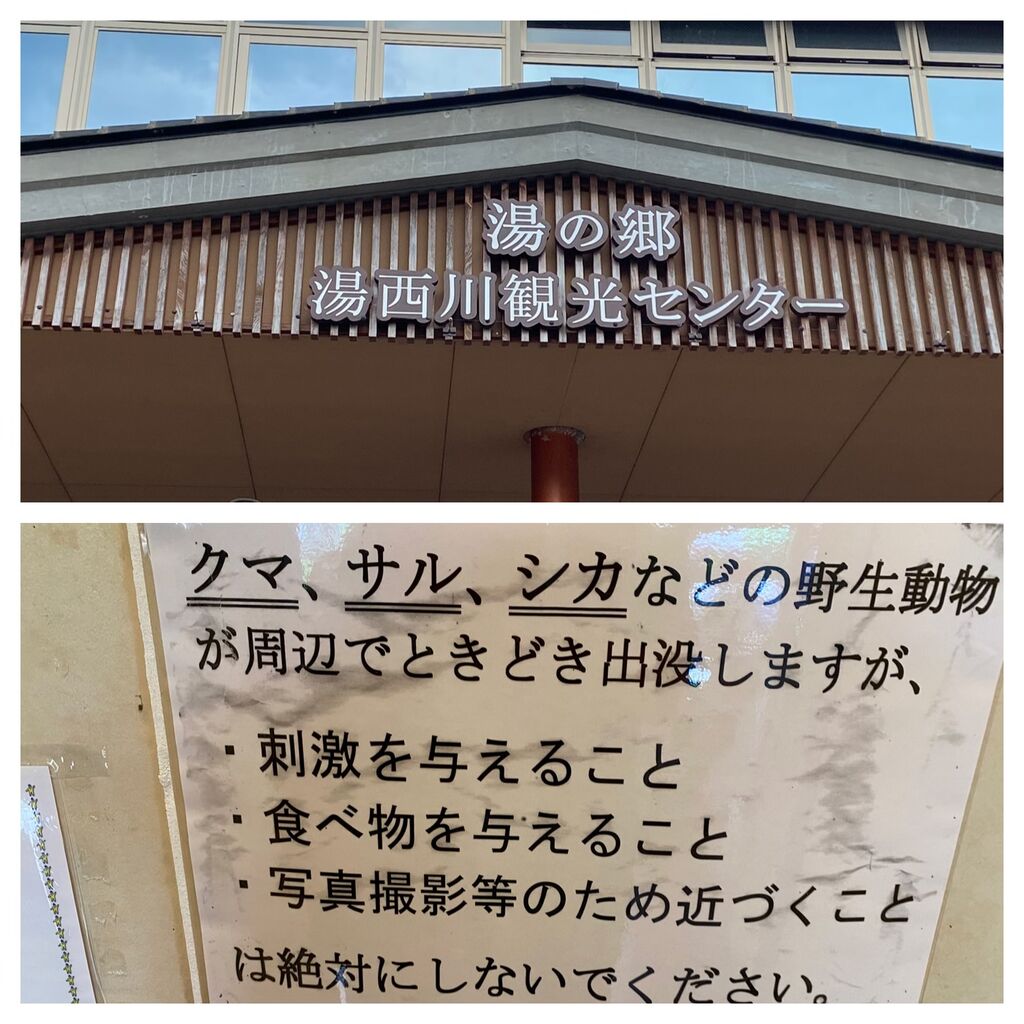 湯の郷
湯西川観光センター
クマ、サル、シカなどの野生動物
が周辺でときどき出没しますが、
・刺激を与えること
・食べ物を与えること
・写真撮影等のため近づくこと
は絶対にしないでください。